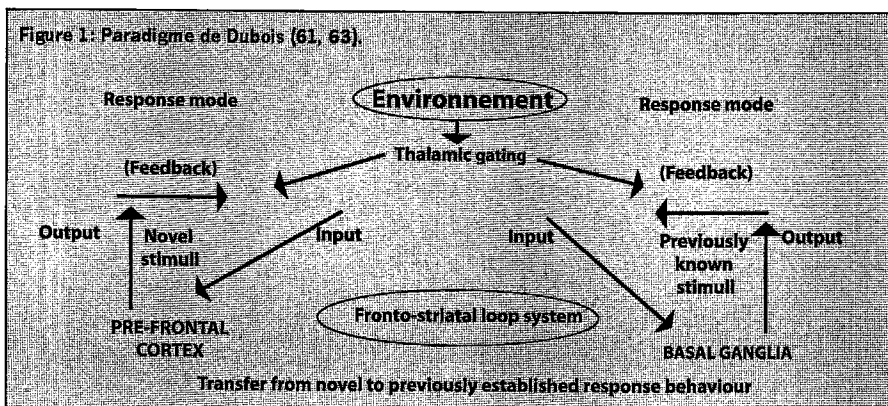 Figure 1: Paradigme de Dubois (61, 63).
Response mode
Environnement
Response mode
Thalamic gating
(Feedback)
(Feedback)
Output
Novel
stimuli
Input
Input
Previously
known
stimuli
Output
Fronto-striatal loop system
PRE-FRONTAL
CORTEX
BASAL GANGLIA
Transfer from novel to previously established response behaviour